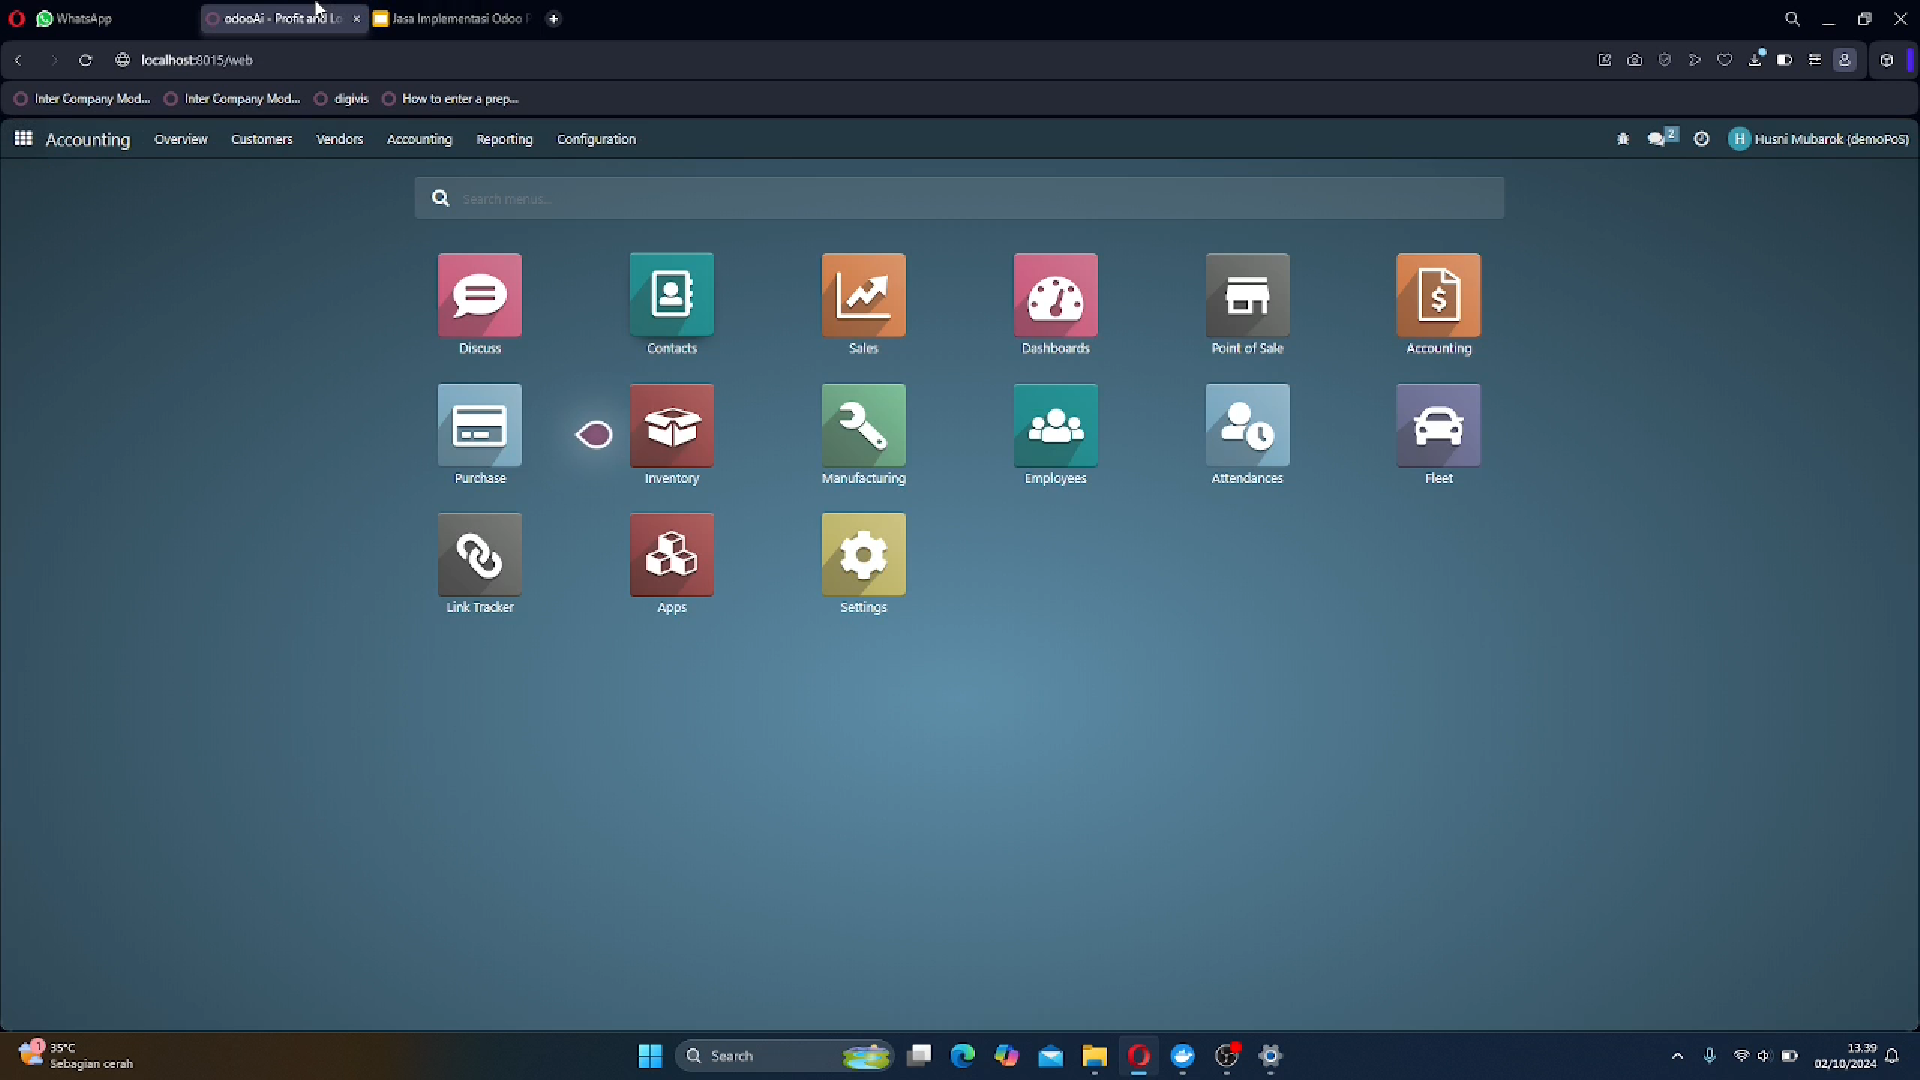 WhatsApp
odooAi - Profit and Lo
Jasa Implementasi Odoo P
localhost:8015/web
Inter Company Mod...
Inter Company Mod...
digivis
How to enter a prep...
Accounting
Overview
Customers
Vendors
Accounting
Reporting
Configuration
2
H
Husni Mubarok (demoPoS)
Search menus...
Discuss
Contacts
Sales
Dashboards
Point of Sale
Accounting
Purchase
Inventory
Manufacturing
Employees
Attendances
Fleet
Link Tracker
Apps
Settings
1
35°C
Sebagian cerah
Search
13.39
02/10/2024